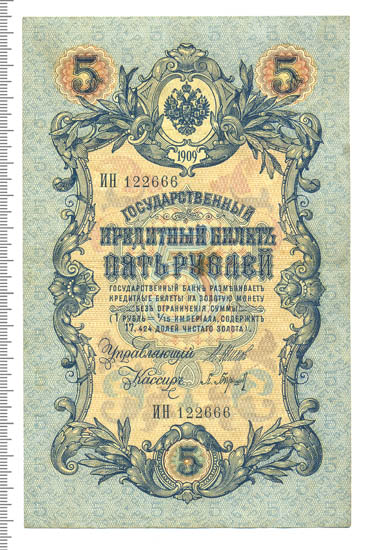 5 5
1909
ИН 122666
ГОСУДАРСТВЕННЫЙ
КРЕДИТНЫЙ БИЛЕТЪ
ПЯТЬ РУБЛЕЙ
ГОСУДАРСТВЕННЫЙ БАНКЪ РАЗМѢНИВАЕТЪ
КРЕДИТНЫЕ БИЛЕТЫ НА ЗОЛОТУЮ МОНЕТУ
БЕЗЪ ОГРАНИЧЕНІЯ СУММЫ
(1 РУБЛЬ = 1/15 ИМПЕРІАЛА, СОДЕРЖИТЪ
17,424 ДОЛЕЙ ЧИСТАГО ЗОЛОТА).
Управляющій
Кассиръ
ИН 122666
5